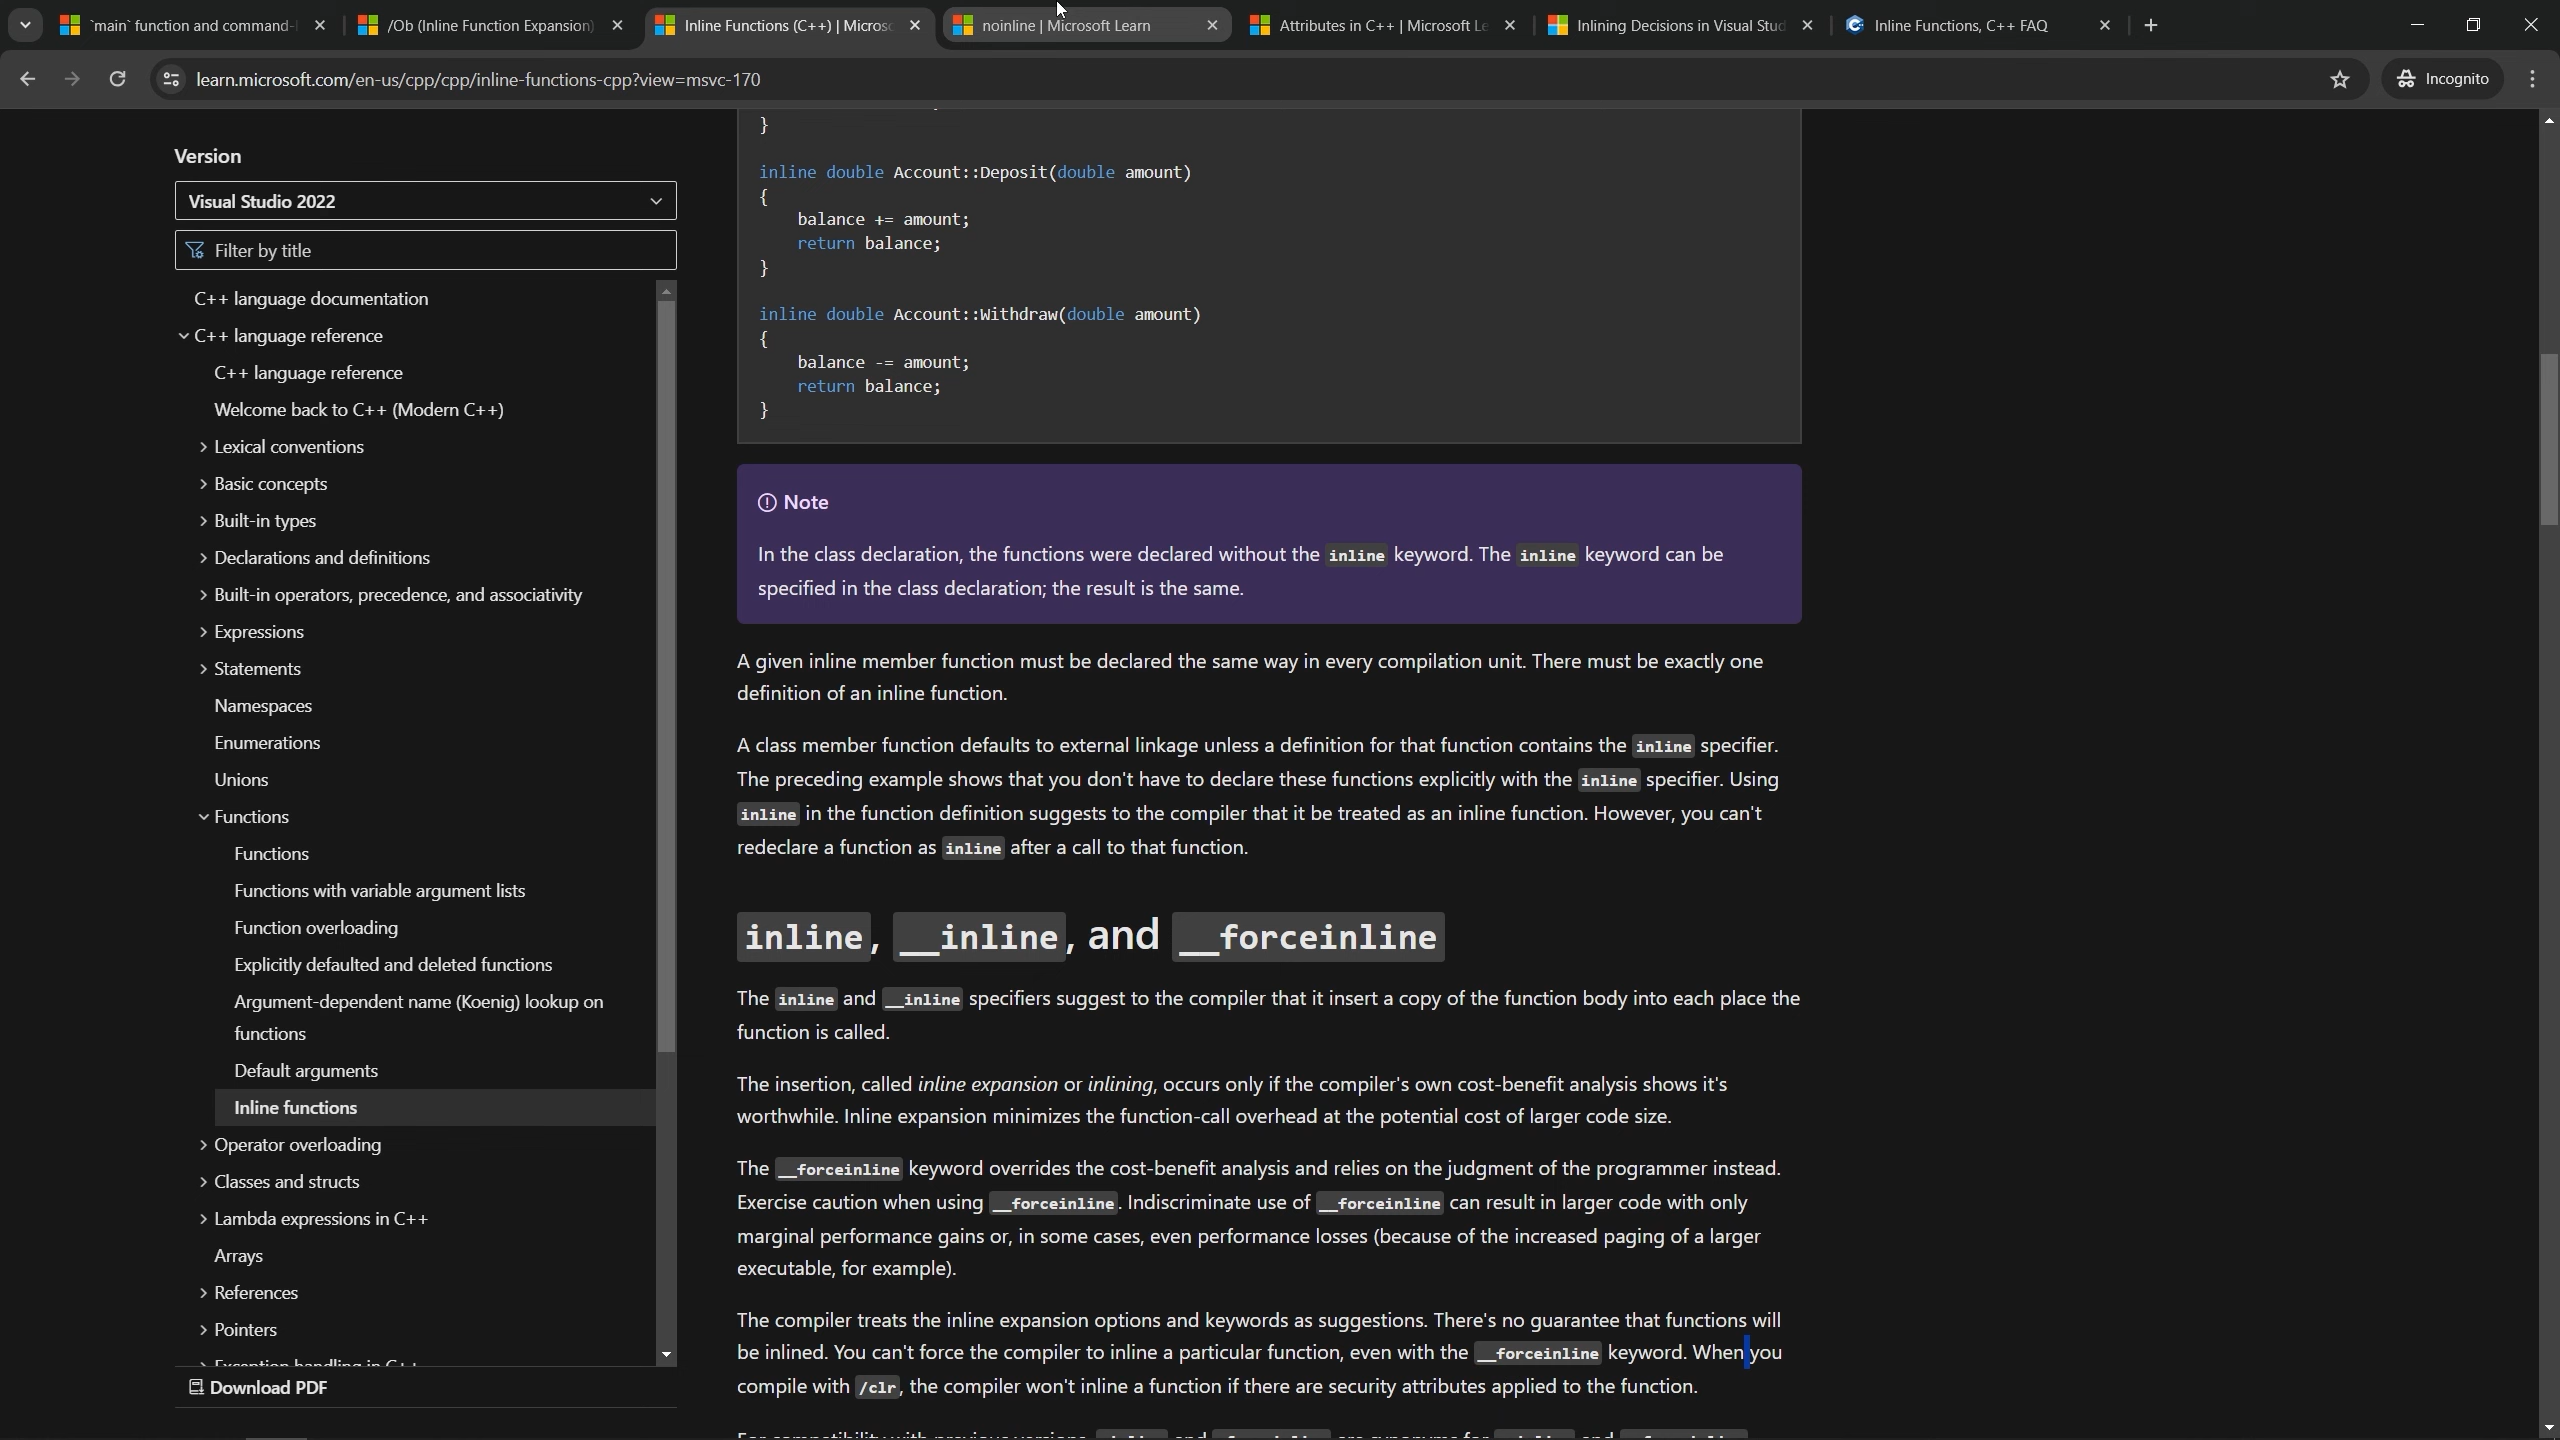 `main` function and command-l
/Ob (Inline Function Expansion)
Inline Functions (C++) | Microso
noinline | Microsoft Learn
Attributes in C++ | Microsoft Le
Inlining Decisions in Visual Stud
Inline Functions, C++ FAQ
learn.microsoft.com/en-us/cpp/cpp/inline-functions-cpp?view=msvc-170
Incognito
Version
Visual Studio 2022
Filter by title
C++ language documentation
C++ language reference
C++ language reference
Welcome back to C++ (Modern C++)
Lexical conventions
Basic concepts
Built-in types
Declarations and definitions
Built-in operators, precedence, and associativity
Expressions
Statements
Namespaces
Enumerations
Unions
Functions
Functions
Functions with variable argument lists
Function overloading
Explicitly defaulted and deleted functions
Argument-dependent name (Koenig) lookup on
functions
Default arguments
Inline functions
Operator overloading
Classes and structs
Lambda expressions in C++
Arrays
References
Pointers
Exception handling in C++
Download PDF
}
inline double Account::Deposit(double amount)
{
balance += amount;
return balance;
}
inline double Account::Withdraw(double amount)
{
balance -= amount;
return balance;
}
Note
In the class declaration, the functions were declared without the inline keyword. The inline keyword can be
specified in the class declaration; the result is the same.
A given inline member function must be declared the same way in every compilation unit. There must be exactly one
definition of an inline function.
A class member function defaults to external linkage unless a definition for that function contains the inline specifier.
The preceding example shows that you don't have to declare these functions explicitly with the inline specifier. Using
inline in the function definition suggests to the compiler that it be treated as an inline function. However, you can't
redeclare a function as inline after a call to that function.
inline, __inline, and __forceinline
The inline and __inline specifiers suggest to the compiler that it insert a copy of the function body into each place the
function is called.
The insertion, called inline expansion or inlining, occurs only if the compiler's own cost-benefit analysis shows it's
worthwhile. Inline expansion minimizes the function-call overhead at the potential cost of larger code size.
The __forceinline keyword overrides the cost-benefit analysis and relies on the judgment of the programmer instead.
Exercise caution when using __forceinline. Indiscriminate use of __forceinline can result in larger code with only
marginal performance gains or, in some cases, even performance losses (because of the increased paging of a larger
executable, for example).
The compiler treats the inline expansion options and keywords as suggestions. There's no guarantee that functions will
be inlined. You can't force the compiler to inline a particular function, even with the __forceinline keyword. When you
compile with /clr, the compiler won't inline a function if there are security attributes applied to the function.